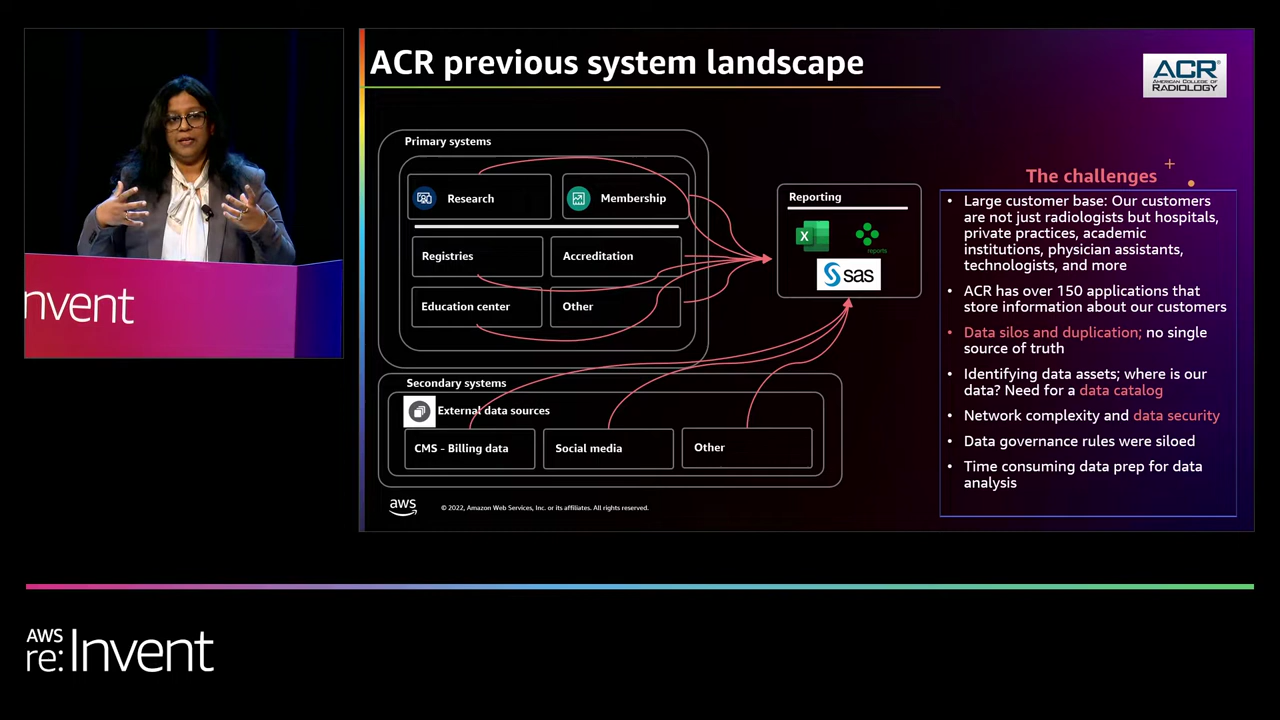 ACR previous system landscape
ACR®
AMERICAN COLLEGE OF
RADIOLOGY
Primary systems
Research
Membership
Registries
Accreditation
Education center
Other
Reporting
reports
sas
Secondary systems
External data sources
CMS - Billing data
Social media
Other
The challenges
• Large customer base: Our customers
are not just radiologists but hospitals,
private practices, academic
institutions, physician assistants,
technologists, and more
• ACR has over 150 applications that
store information about our customers
• Data silos and duplication; no single
source of truth
• Identifying data assets; where is our
data? Need for a data catalog
• Network complexity and data security
• Data governance rules were siloed
• Time consuming data prep for data
analysis
aws
© 2022, Amazon Web Services, Inc. or its affiliates. All rights reserved.
nvent
AWS
re:Invent